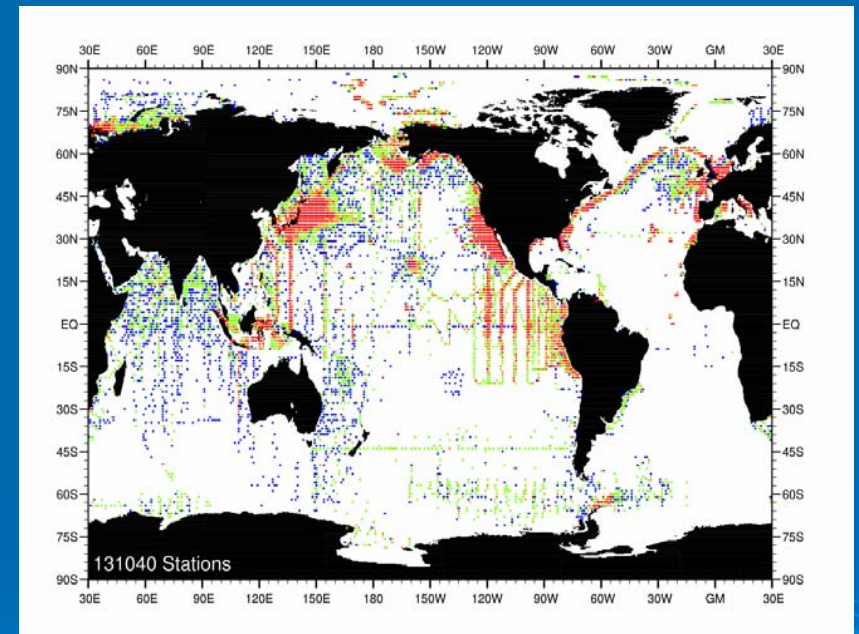 30E 60E 90E 120E 150E 180 150W 120W 90W 60W 30W GM 30E
90N 90N
75N 75N
60N 60N
45N 45N
30N 30N
15N 15N
EQ EQ
15S 15S
30S 30S
45S 45S
60S 60S
75S 75S
131040 Stations
90S 90S
30E 60E 90E 120E 150E 180 150W 120W 90W 60W 30W GM 30E